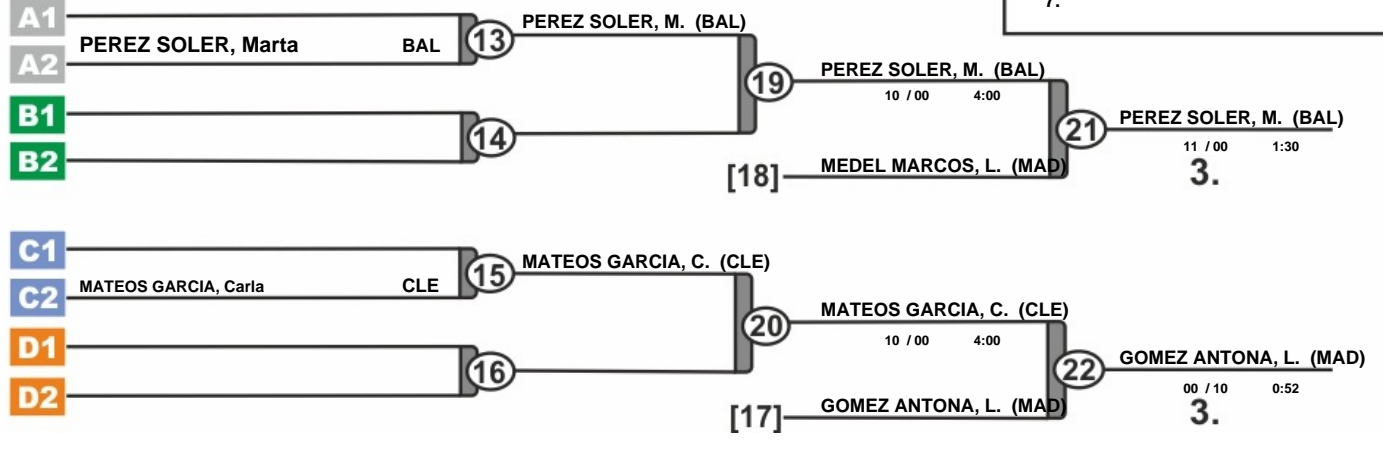 7.
A1
PEREZ SOLER, Marta BAL
A2
13
PEREZ SOLER, M. (BAL)
B1
B2
14
19
PEREZ SOLER, M. (BAL)
10 / 00 4:00
[18]
MEDEL MARCOS, L. (MAD)
21
PEREZ SOLER, M. (BAL)
11 / 00 1:30
3.
C1
MATEOS GARCIA, Carla CLE
C2
15
MATEOS GARCIA, C. (CLE)
D1
D2
16
20
MATEOS GARCIA, C. (CLE)
10 / 00 4:00
[17]
GOMEZ ANTONA, L. (MAD)
22
GOMEZ ANTONA, L. (MAD)
00 / 10 0:52
3.